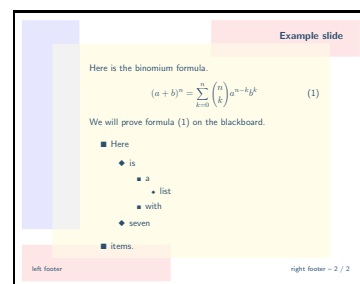 Example slide
Here is the binomium formula.
(a + b)^n = \sum_{k=0}^{n} \binom{n}{k} a^{n-k} b^k (1)
We will prove formula (1) on the blackboard.
■ Here
◆ is
■ a
• list
■ with
◆ seven
■ items.
left footer right footer – 2 / 2